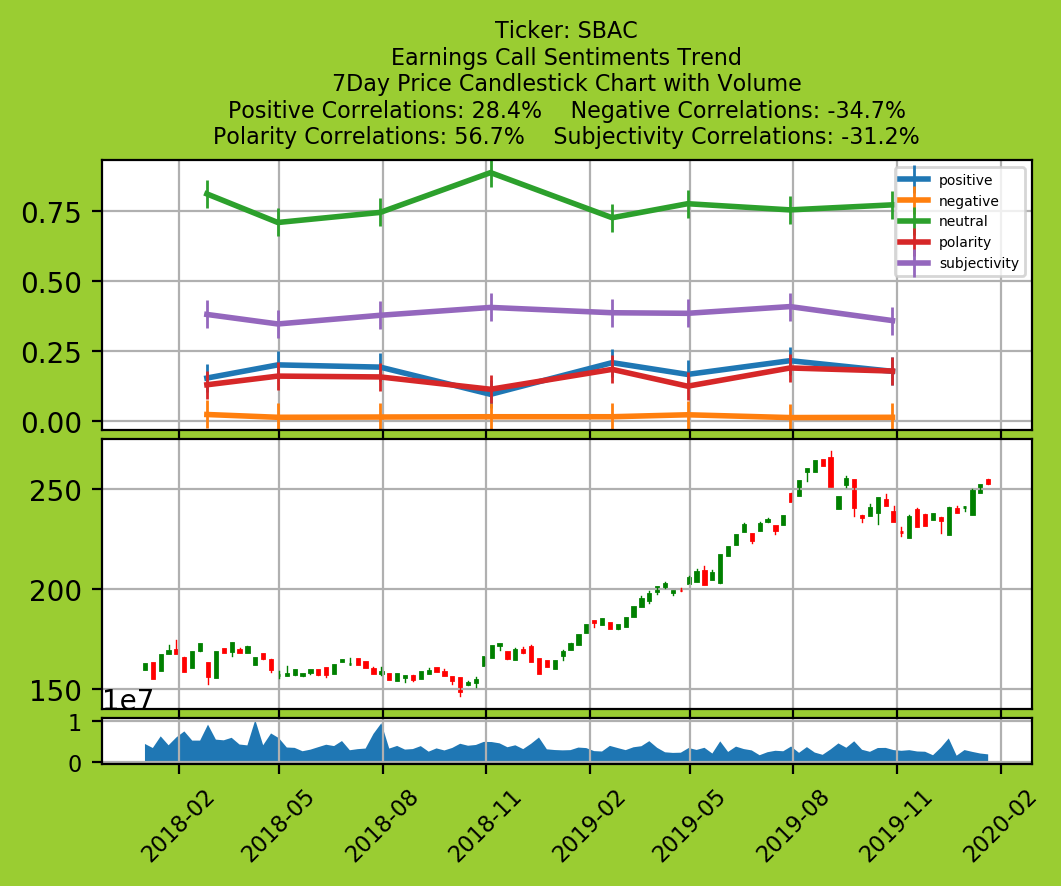 Ticker: SBAC
Earnings Call Sentiments Trend
7Day Price Candlestick Chart with Volume
Positive Correlations: 28.4%    Negative Correlations: -34.7%
Polarity Correlations: 56.7%    Subjectivity Correlations: -31.2%
positive
negative
neutral
polarity
subjectivity
0.75
0.50
0.25
0.00
250
200
150
1e7
1
0
2018-02
2018-05
2018-08
2018-11
2019-02
2019-05
2019-08
2019-11
2020-02